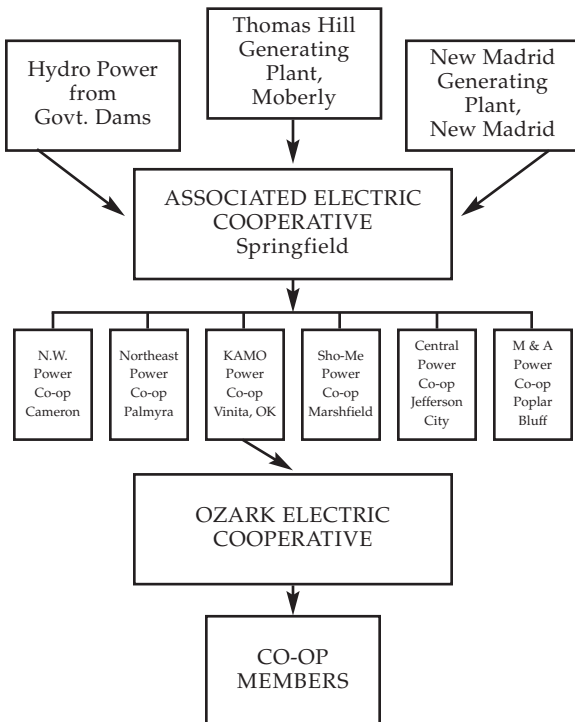 Hydro Power
from
Govt. Dams
Thomas Hill
Generating
Plant,
Moberly
New Madrid
Generating
Plant,
New Madrid
ASSOCIATED ELECTRIC
COOPERATIVE
Springfield
N.W.
Power
Co-op
Cameron
Northeast
Power
Co-op
Palmyra
KAMO
Power
Co-op
Vinita, OK
Sho-Me
Power
Co-op
Marshfield
Central
Power
Co-op
Jefferson
City
M & A
Power
Co-op
Poplar
Bluff
OZARK ELECTRIC
COOPERATIVE
CO-OP
MEMBERS